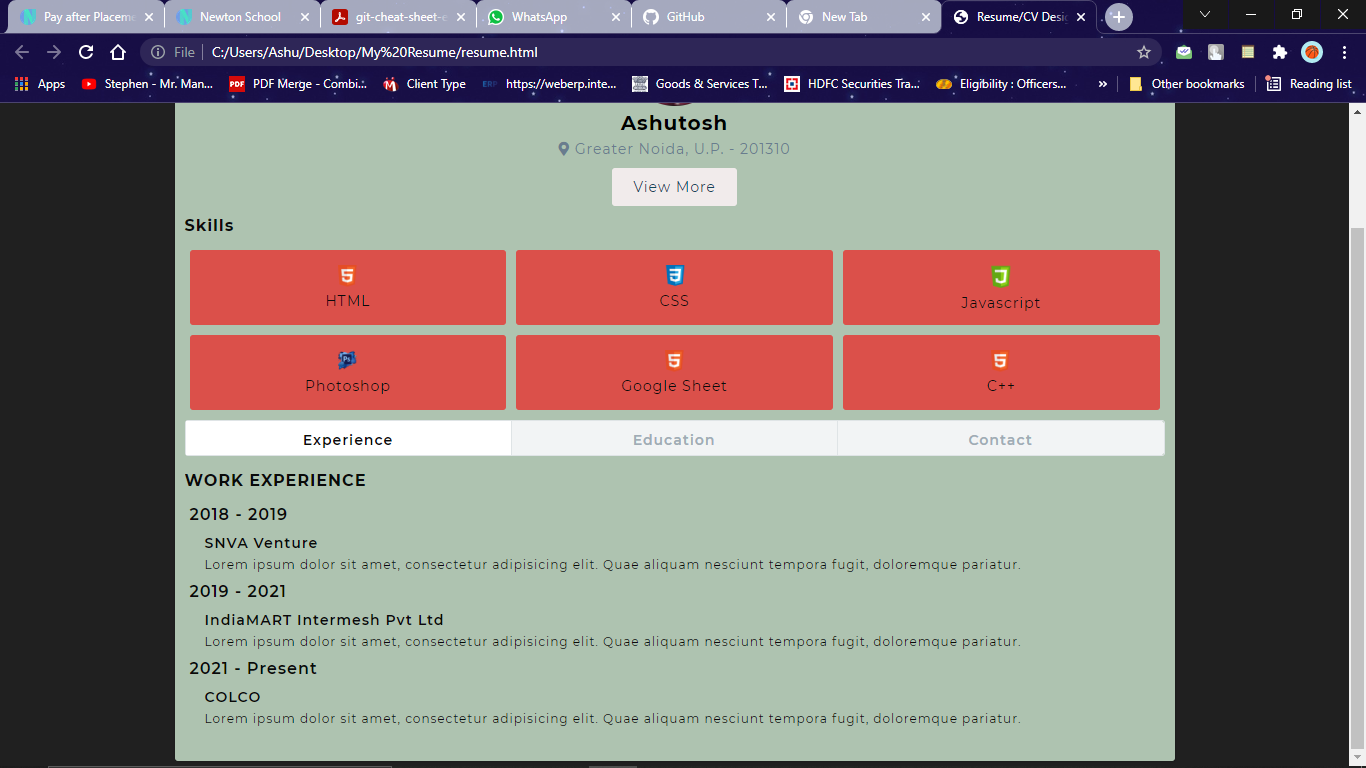 Pay after Placeme
Newton School
git-cheat-sheet-e
WhatsApp
GitHub
New Tab
Resume/CV Desi
File
C:/Users/Ashu/Desktop/My%20Resume/resume.html
Apps
Stephen - Mr. Man...
PDF
PDF Merge - Combi...
Client Type
ERP
https://weberp.inte...
Goods & Services T...
HDFC Securities Tra...
Eligibility : Officers...
»
Other bookmarks
Reading list
Ashutosh
Greater Noida, U.P. - 201310
View More
Skills
HTML
CSS
Javascript
Ps
Photoshop
Google Sheet
C++
Experience
Education
Contact
WORK EXPERIENCE
2018 - 2019
SNVA Venture
Lorem ipsum dolor sit amet, consectetur adipisicing elit. Quae aliquam nesciunt tempora fugit, doloremque pariatur.
2019 - 2021
IndiaMART Intermesh Pvt Ltd
Lorem ipsum dolor sit amet, consectetur adipisicing elit. Quae aliquam nesciunt tempora fugit, doloremque pariatur.
2021 - Present
COLCO
Lorem ipsum dolor sit amet, consectetur adipisicing elit. Quae aliquam nesciunt tempora fugit, doloremque pariatur.